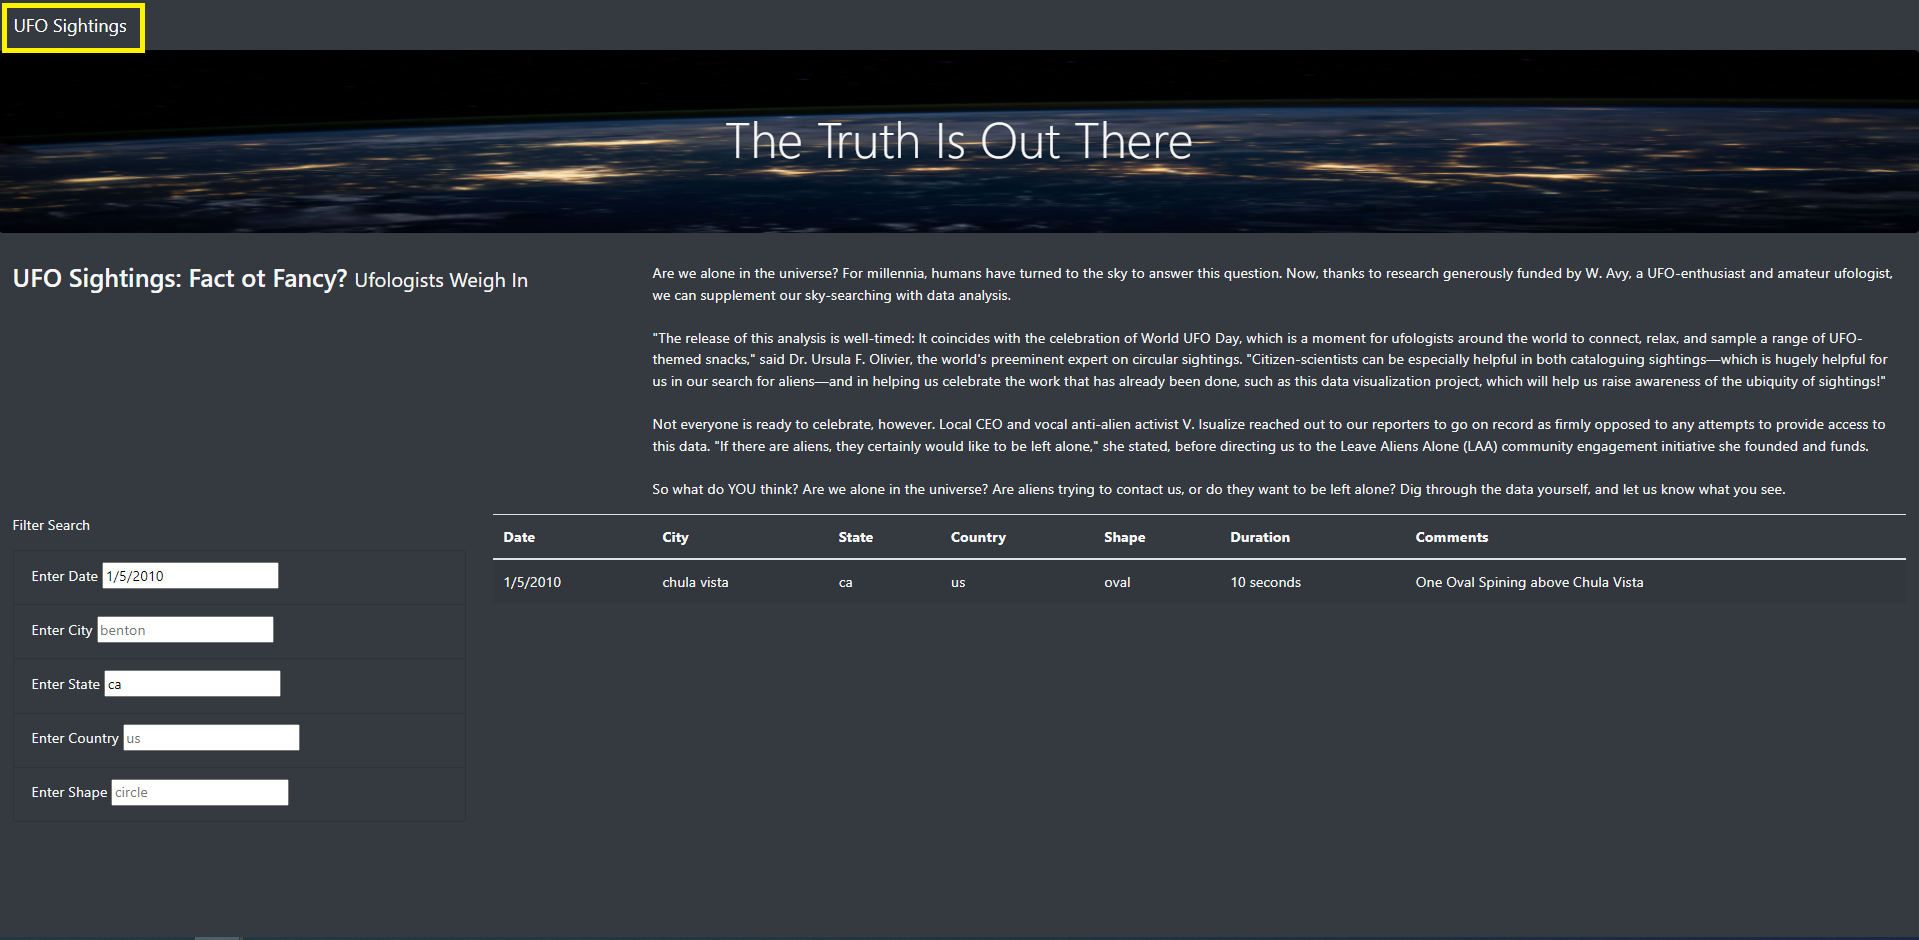 UFO Sightings
The Truth Is Out There
UFO Sightings: Fact ot Fancy? Ufologists Weigh In
Are we alone in the universe? For millennia, humans have turned to the sky to answer this question. Now, thanks to research generously funded by W. Avy, a UFO-enthusiast and amateur ufologist,
we can supplement our sky-searching with data analysis.
"The release of this analysis is well-timed: It coincides with the celebration of World UFO Day, which is a moment for ufologists around the world to connect, relax, and sample a range of UFO-
themed snacks," said Dr. Ursula F. Olivier, the world's preeminent expert on circular sightings. "Citizen-scientists can be especially helpful in both cataloguing sightings—which is hugely helpful for
us in our search for aliens—and in helping us celebrate the work that has already been done, such as this data visualization project, which will help us raise awareness of the ubiquity of sightings!"
Not everyone is ready to celebrate, however. Local CEO and vocal anti-alien activist V. Isualize reached out to our reporters to go on record as firmly opposed to any attempts to provide access to
this data. "If there are aliens, they certainly would like to be left alone," she stated, before directing us to the Leave Aliens Alone (LAA) community engagement initiative she founded and funds.
So what do YOU think? Are we alone in the universe? Are aliens trying to contact us, or do they want to be left alone? Dig through the data yourself, and let us know what you see.
Filter Search
Enter Date 1/5/2010
Enter City benton
Enter State ca
Enter Country us
Enter Shape circle
Date City State Country Shape Duration Comments
1/5/2010 chula vista ca us oval 10 seconds One Oval Spining above Chula Vista